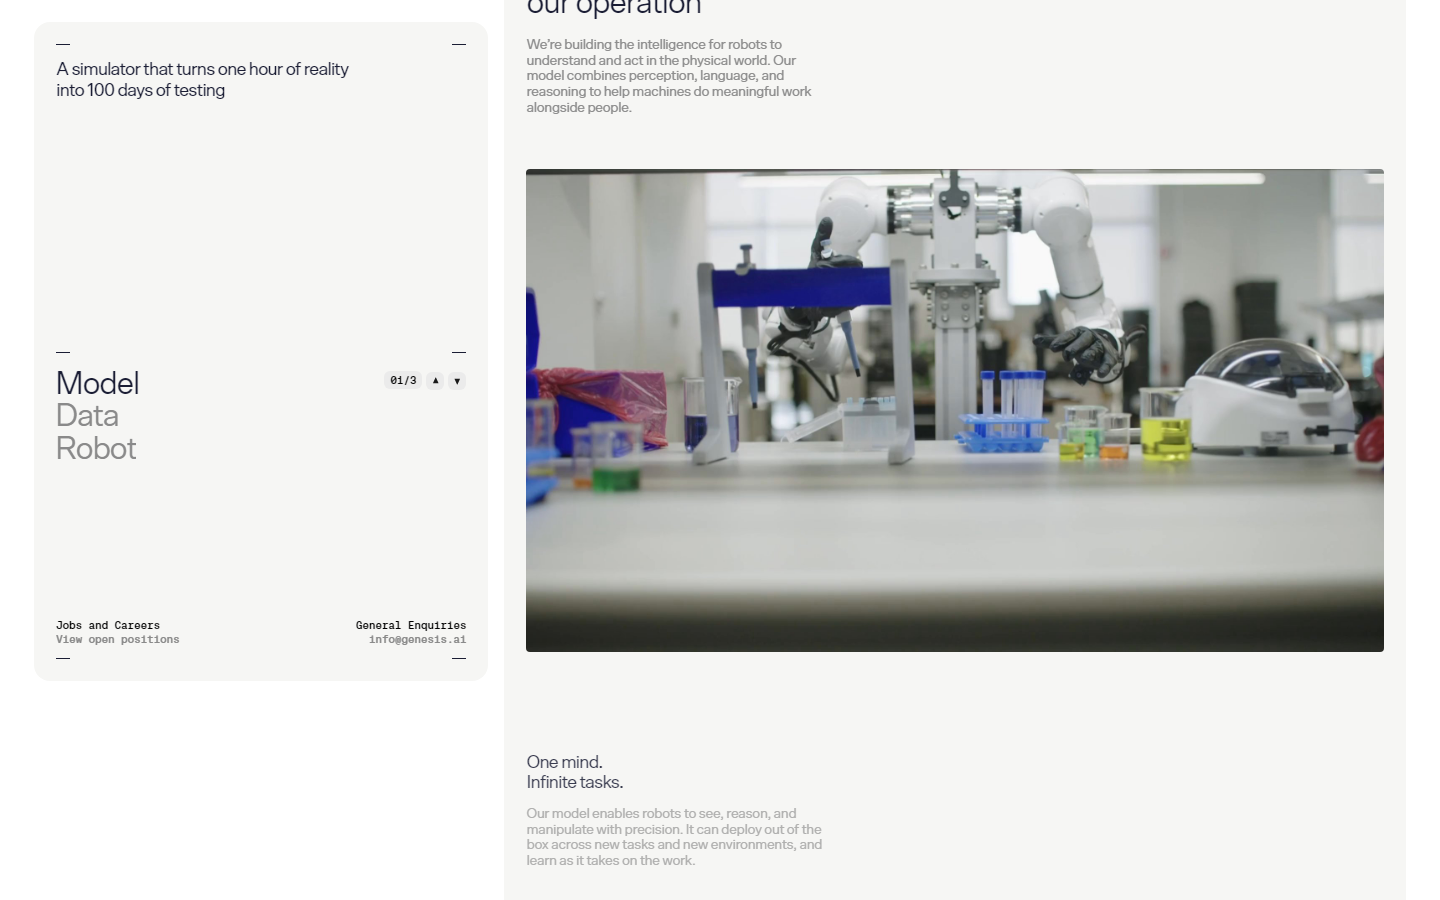 A simulator that turns one hour of reality
into 100 days of testing
Model
Data
Robot
01/3
▲
▼
Jobs and Careers
View open positions
General Enquiries
info@genesis.ai
our operation
We’re building the intelligence for robots to
understand and act in the physical world. Our
model combines perception, language, and
reasoning to help machines do meaningful work
alongside people.
One mind.
Infinite tasks.
Our model enables robots to see, reason, and
manipulate with precision. It can deploy out of the
box across new tasks and new environments, and
learn as it takes on the work.